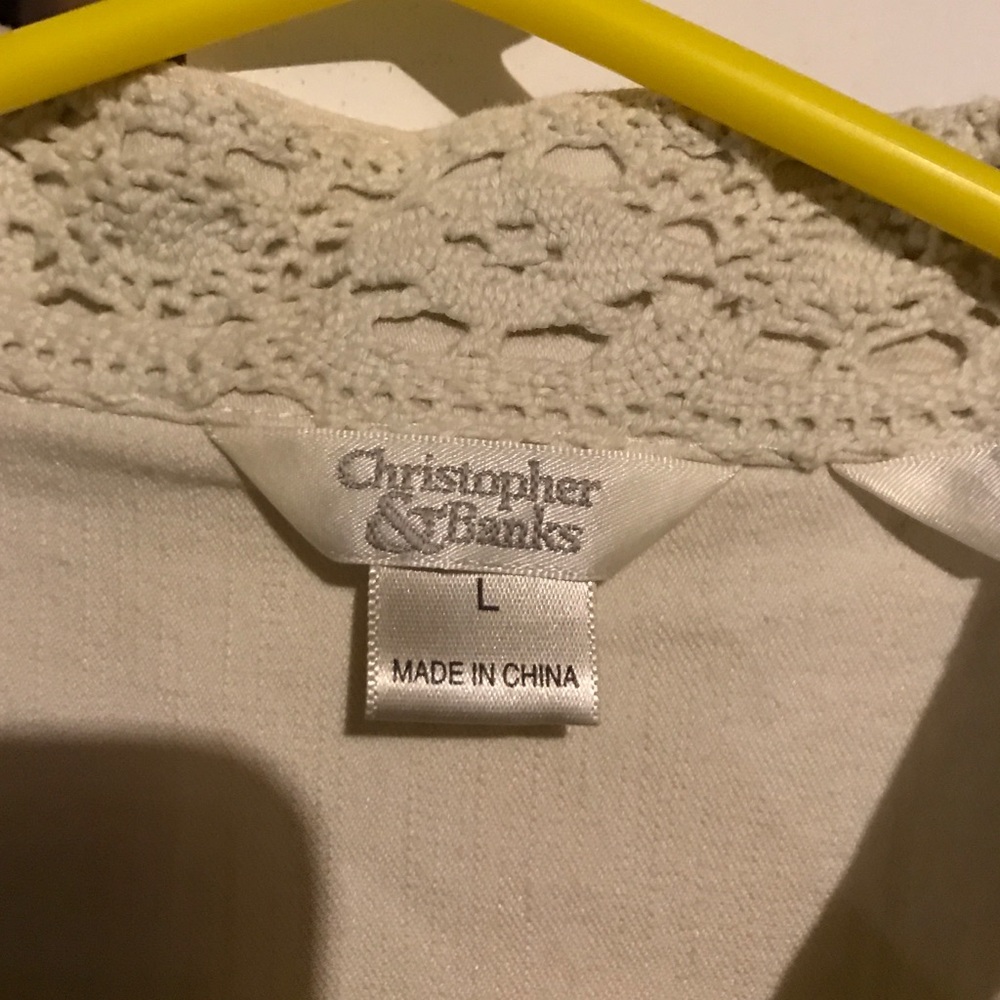 Christopher
& Banks
L
MADE IN CHINA